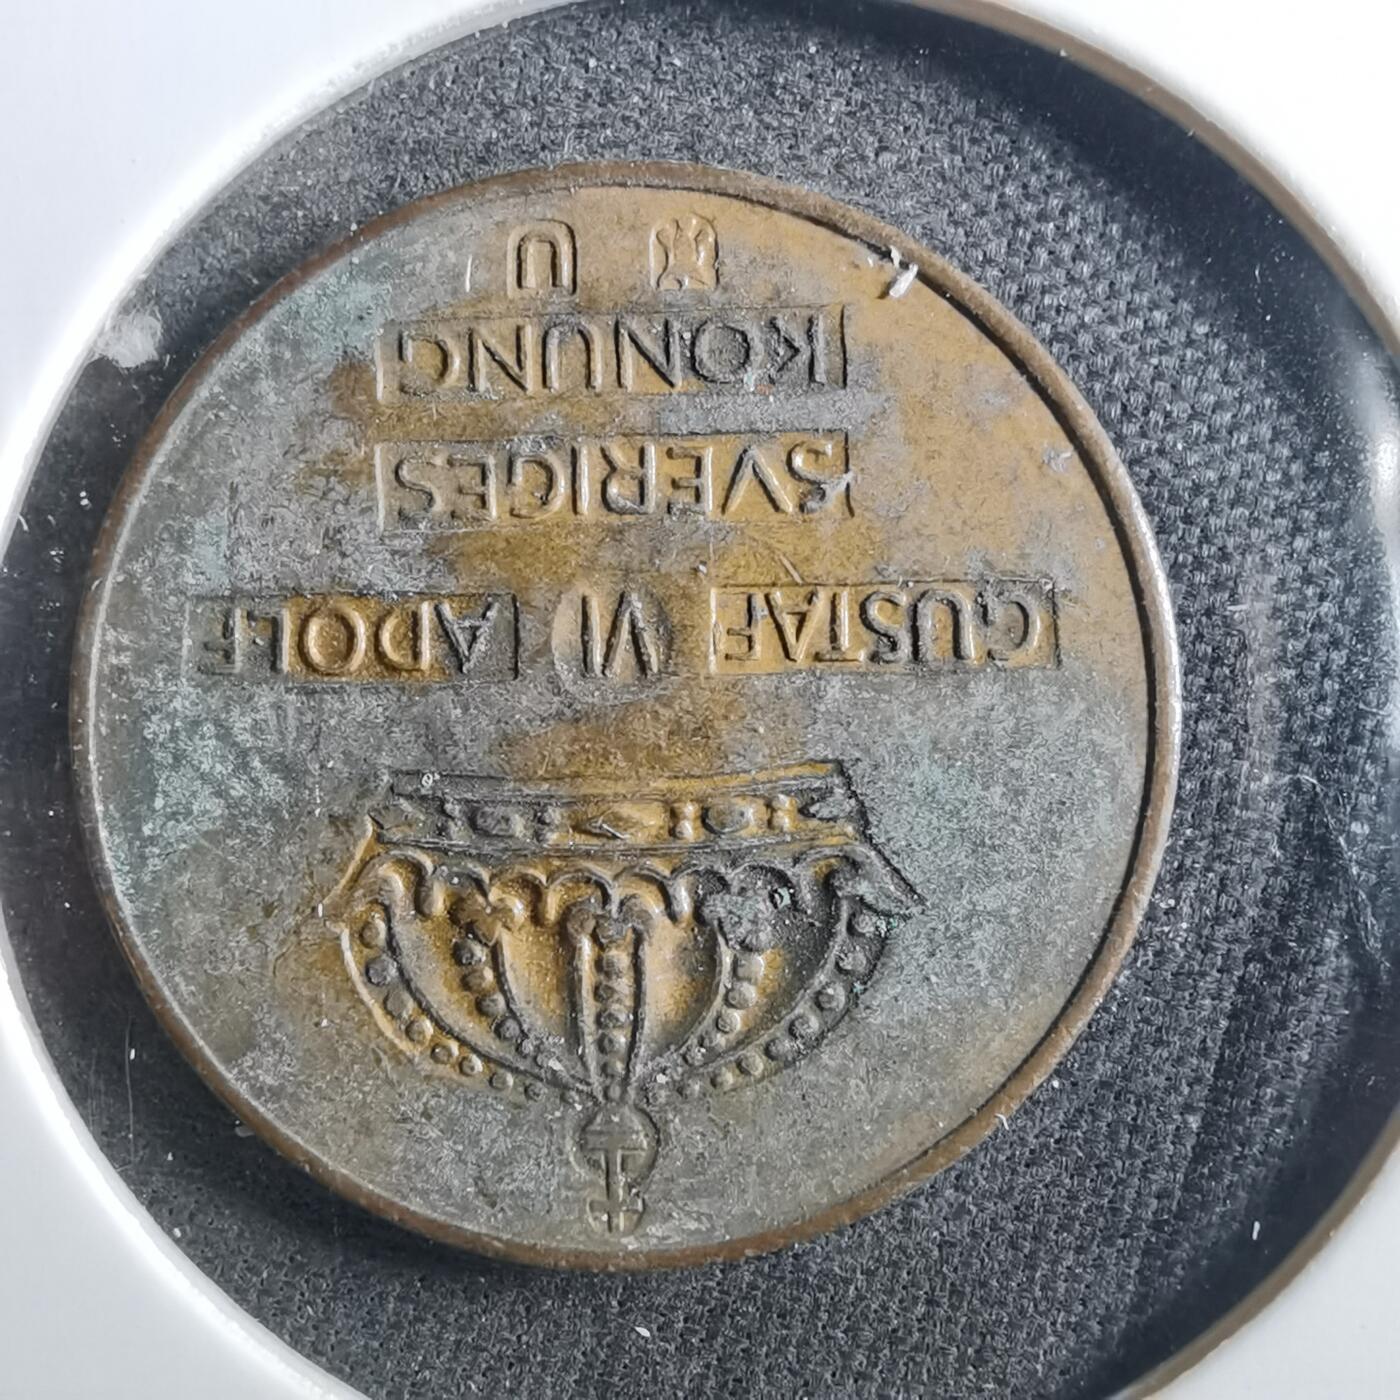 GUSTAF VI ADOLF
SVERIGES
KONUNG
U